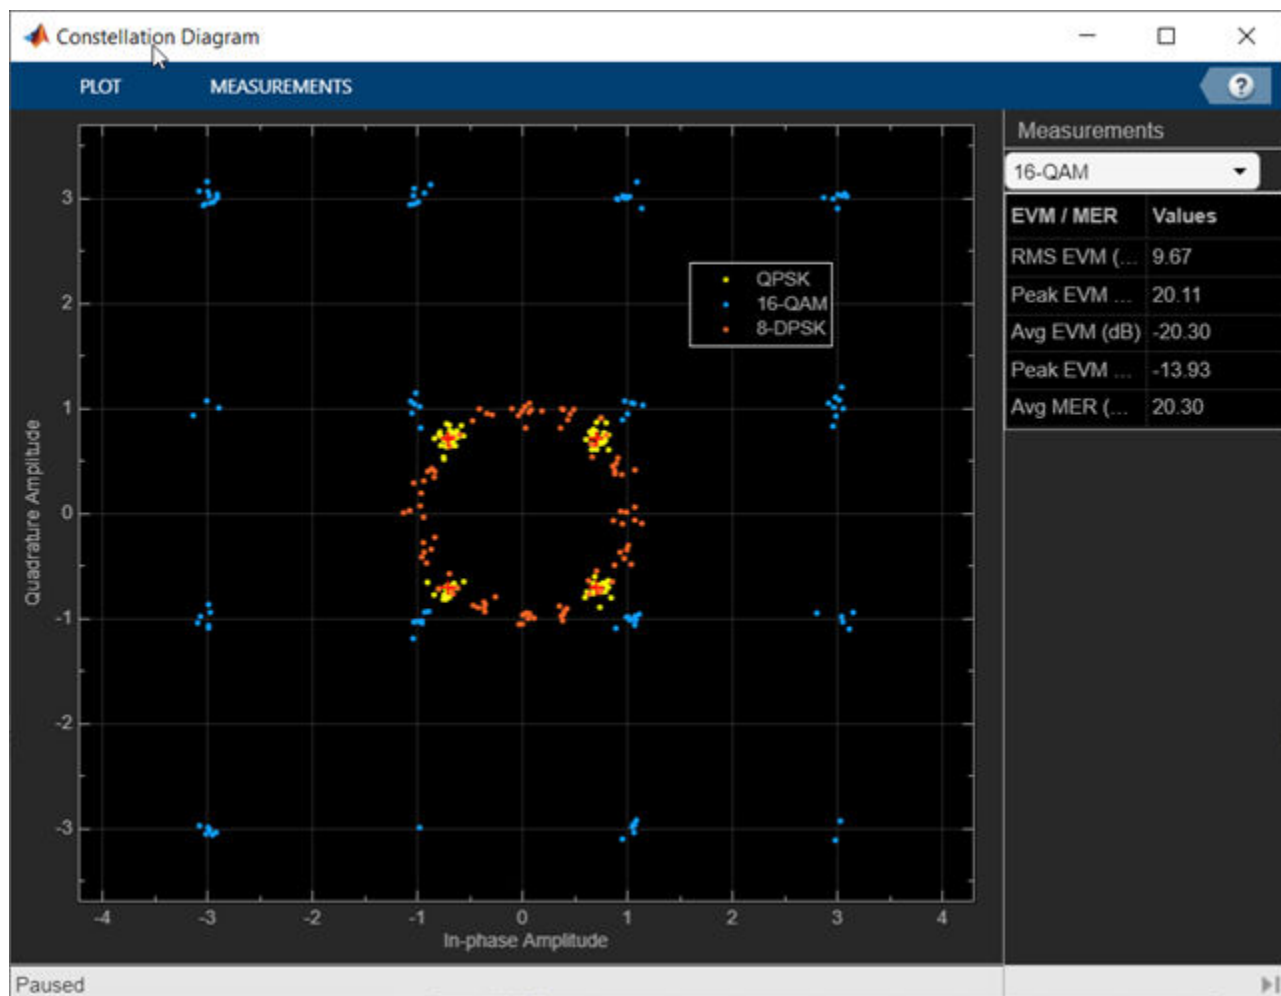 Constellation Diagram
PLOT MEASUREMENTS ?
Measurements
16-QAM
EVM / MER Values
RMS EVM (... 9.67
Peak EVM ... 20.11
Avg EVM (dB) -20.30
Peak EVM ... -13.93
Avg MER (... 20.30
QPSK
16-QAM
8-DPSK
Quadrature Amplitude
3
2
1
0
-1
-2
-3
-4 -3 -2 -1 0 1 2 3 4
In-phase Amplitude
Paused